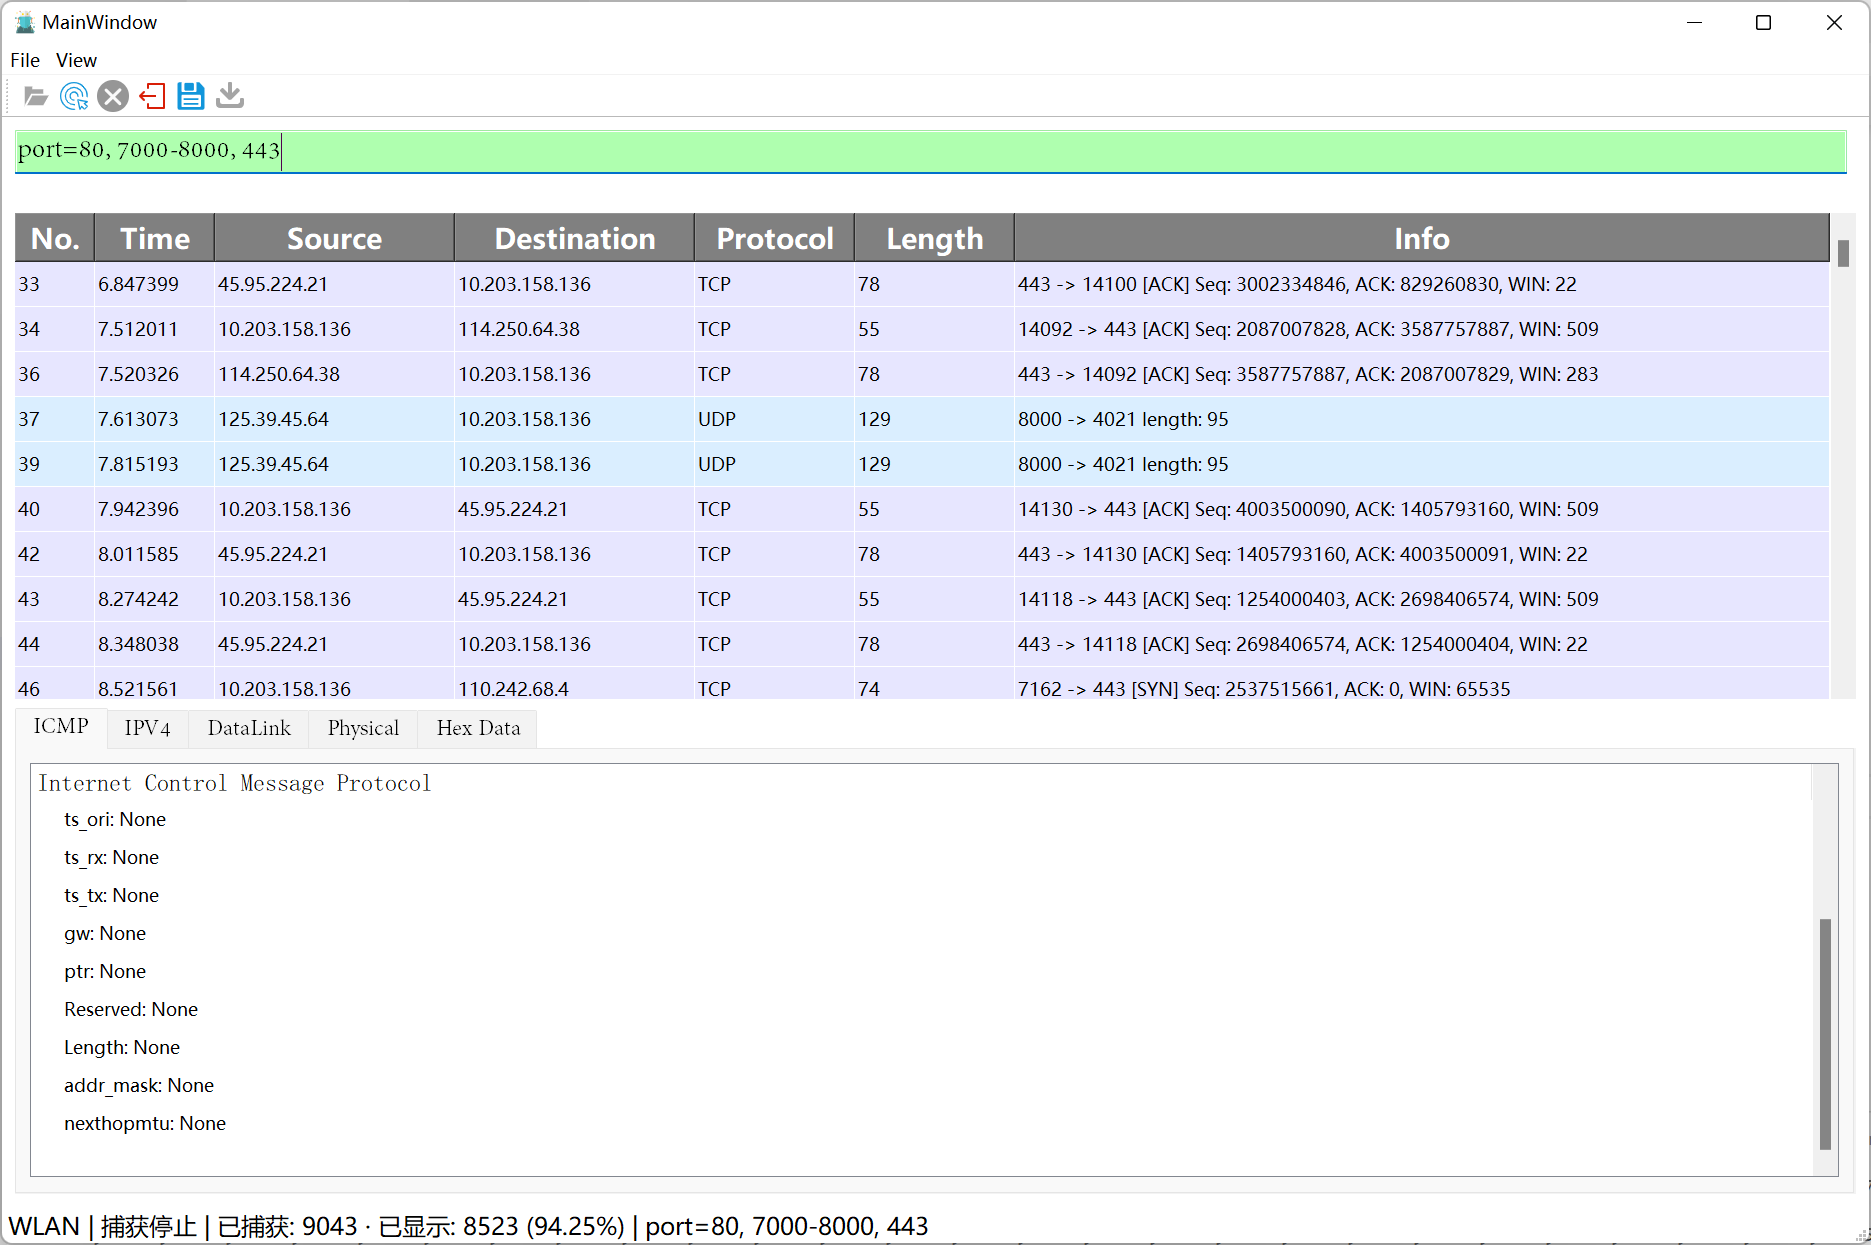 MainWindow
File View
port=80, 7000-8000, 443
No. Time Source Destination Protocol Length Info
33 6.847399 45.95.224.21 10.203.158.136 TCP 78 443 -> 14100 [ACK] Seq: 3002334846, ACK: 829260830, WIN: 22
34 7.512011 10.203.158.136 114.250.64.38 TCP 55 14092 -> 443 [ACK] Seq: 2087007828, ACK: 3587757887, WIN: 509
36 7.520326 114.250.64.38 10.203.158.136 TCP 78 443 -> 14092 [ACK] Seq: 3587757887, ACK: 2087007829, WIN: 283
37 7.613073 125.39.45.64 10.203.158.136 UDP 129 8000 -> 4021 length: 95
39 7.815193 125.39.45.64 10.203.158.136 UDP 129 8000 -> 4021 length: 95
40 7.942396 10.203.158.136 45.95.224.21 TCP 55 14130 -> 443 [ACK] Seq: 4003500090, ACK: 1405793160, WIN: 509
42 8.011585 45.95.224.21 10.203.158.136 TCP 78 443 -> 14130 [ACK] Seq: 1405793160, ACK: 4003500091, WIN: 22
43 8.274242 10.203.158.136 45.95.224.21 TCP 55 14118 -> 443 [ACK] Seq: 1254000403, ACK: 2698406574, WIN: 509
44 8.348038 45.95.224.21 10.203.158.136 TCP 78 443 -> 14118 [ACK] Seq: 2698406574, ACK: 1254000404, WIN: 22
46 8.521561 10.203.158.136 110.242.68.4 TCP 74 7162 -> 443 [SYN] Seq: 2537515661, ACK: 0, WIN: 65535
ICMP IPV4 DataLink Physical Hex Data
Internet Control Message Protocol
ts_ori: None
ts_rx: None
ts_tx: None
gw: None
ptr: None
Reserved: None
Length: None
addr_mask: None
nexthopmtu: None
WLAN | 捕获停止 | 已捕获: 9043 · 已显示: 8523 (94.25%) | port=80, 7000-8000, 443